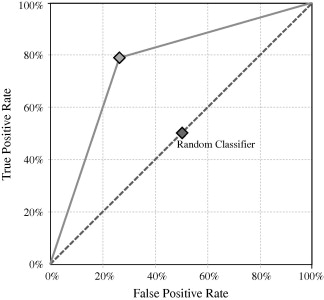 100%
80%
60%
40%
20%
0%
True Positive Rate
Random Classifier
0% 20% 40% 60% 80% 100%
False Positive Rate